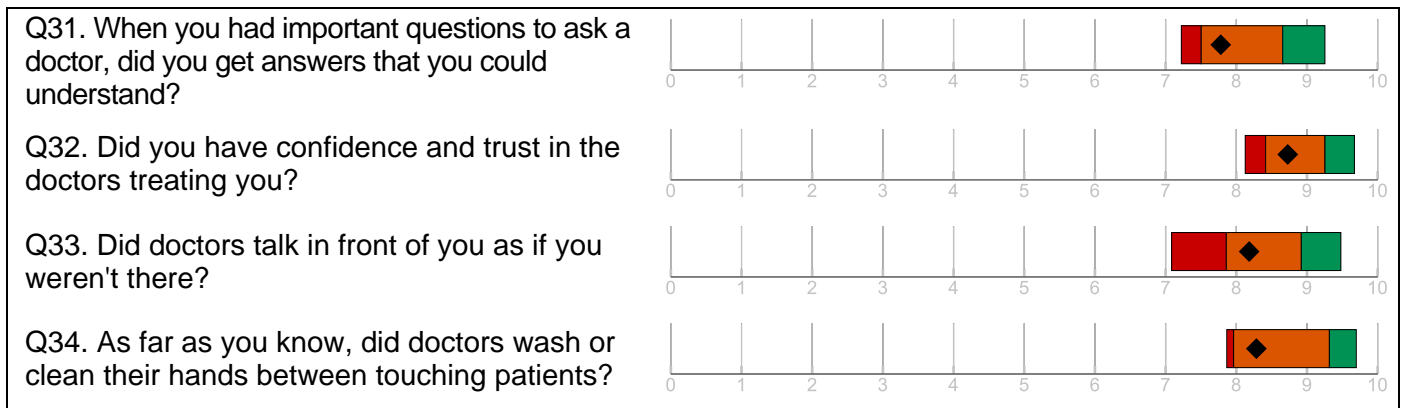 Q31. When you had important questions to ask a
doctor, did you get answers that you could
understand?
0 1 2 3 4 5 6 7 8 9 10
Q32. Did you have confidence and trust in the
doctors treating you?
0 1 2 3 4 5 6 7 8 9 10
Q33. Did doctors talk in front of you as if you
weren't there?
0 1 2 3 4 5 6 7 8 9 10
Q34. As far as you know, did doctors wash or
clean their hands between touching patients?
0 1 2 3 4 5 6 7 8 9 10